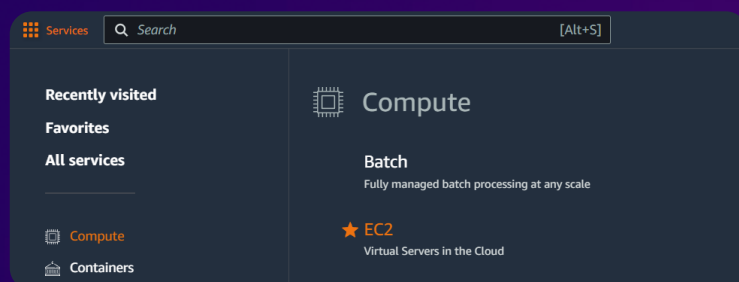 Services
Search
[Alt+S]
Recently visited
Favorites
All services
Compute
Containers
Compute
Batch
Fully managed batch processing at any scale
EC2
Virtual Servers in the Cloud